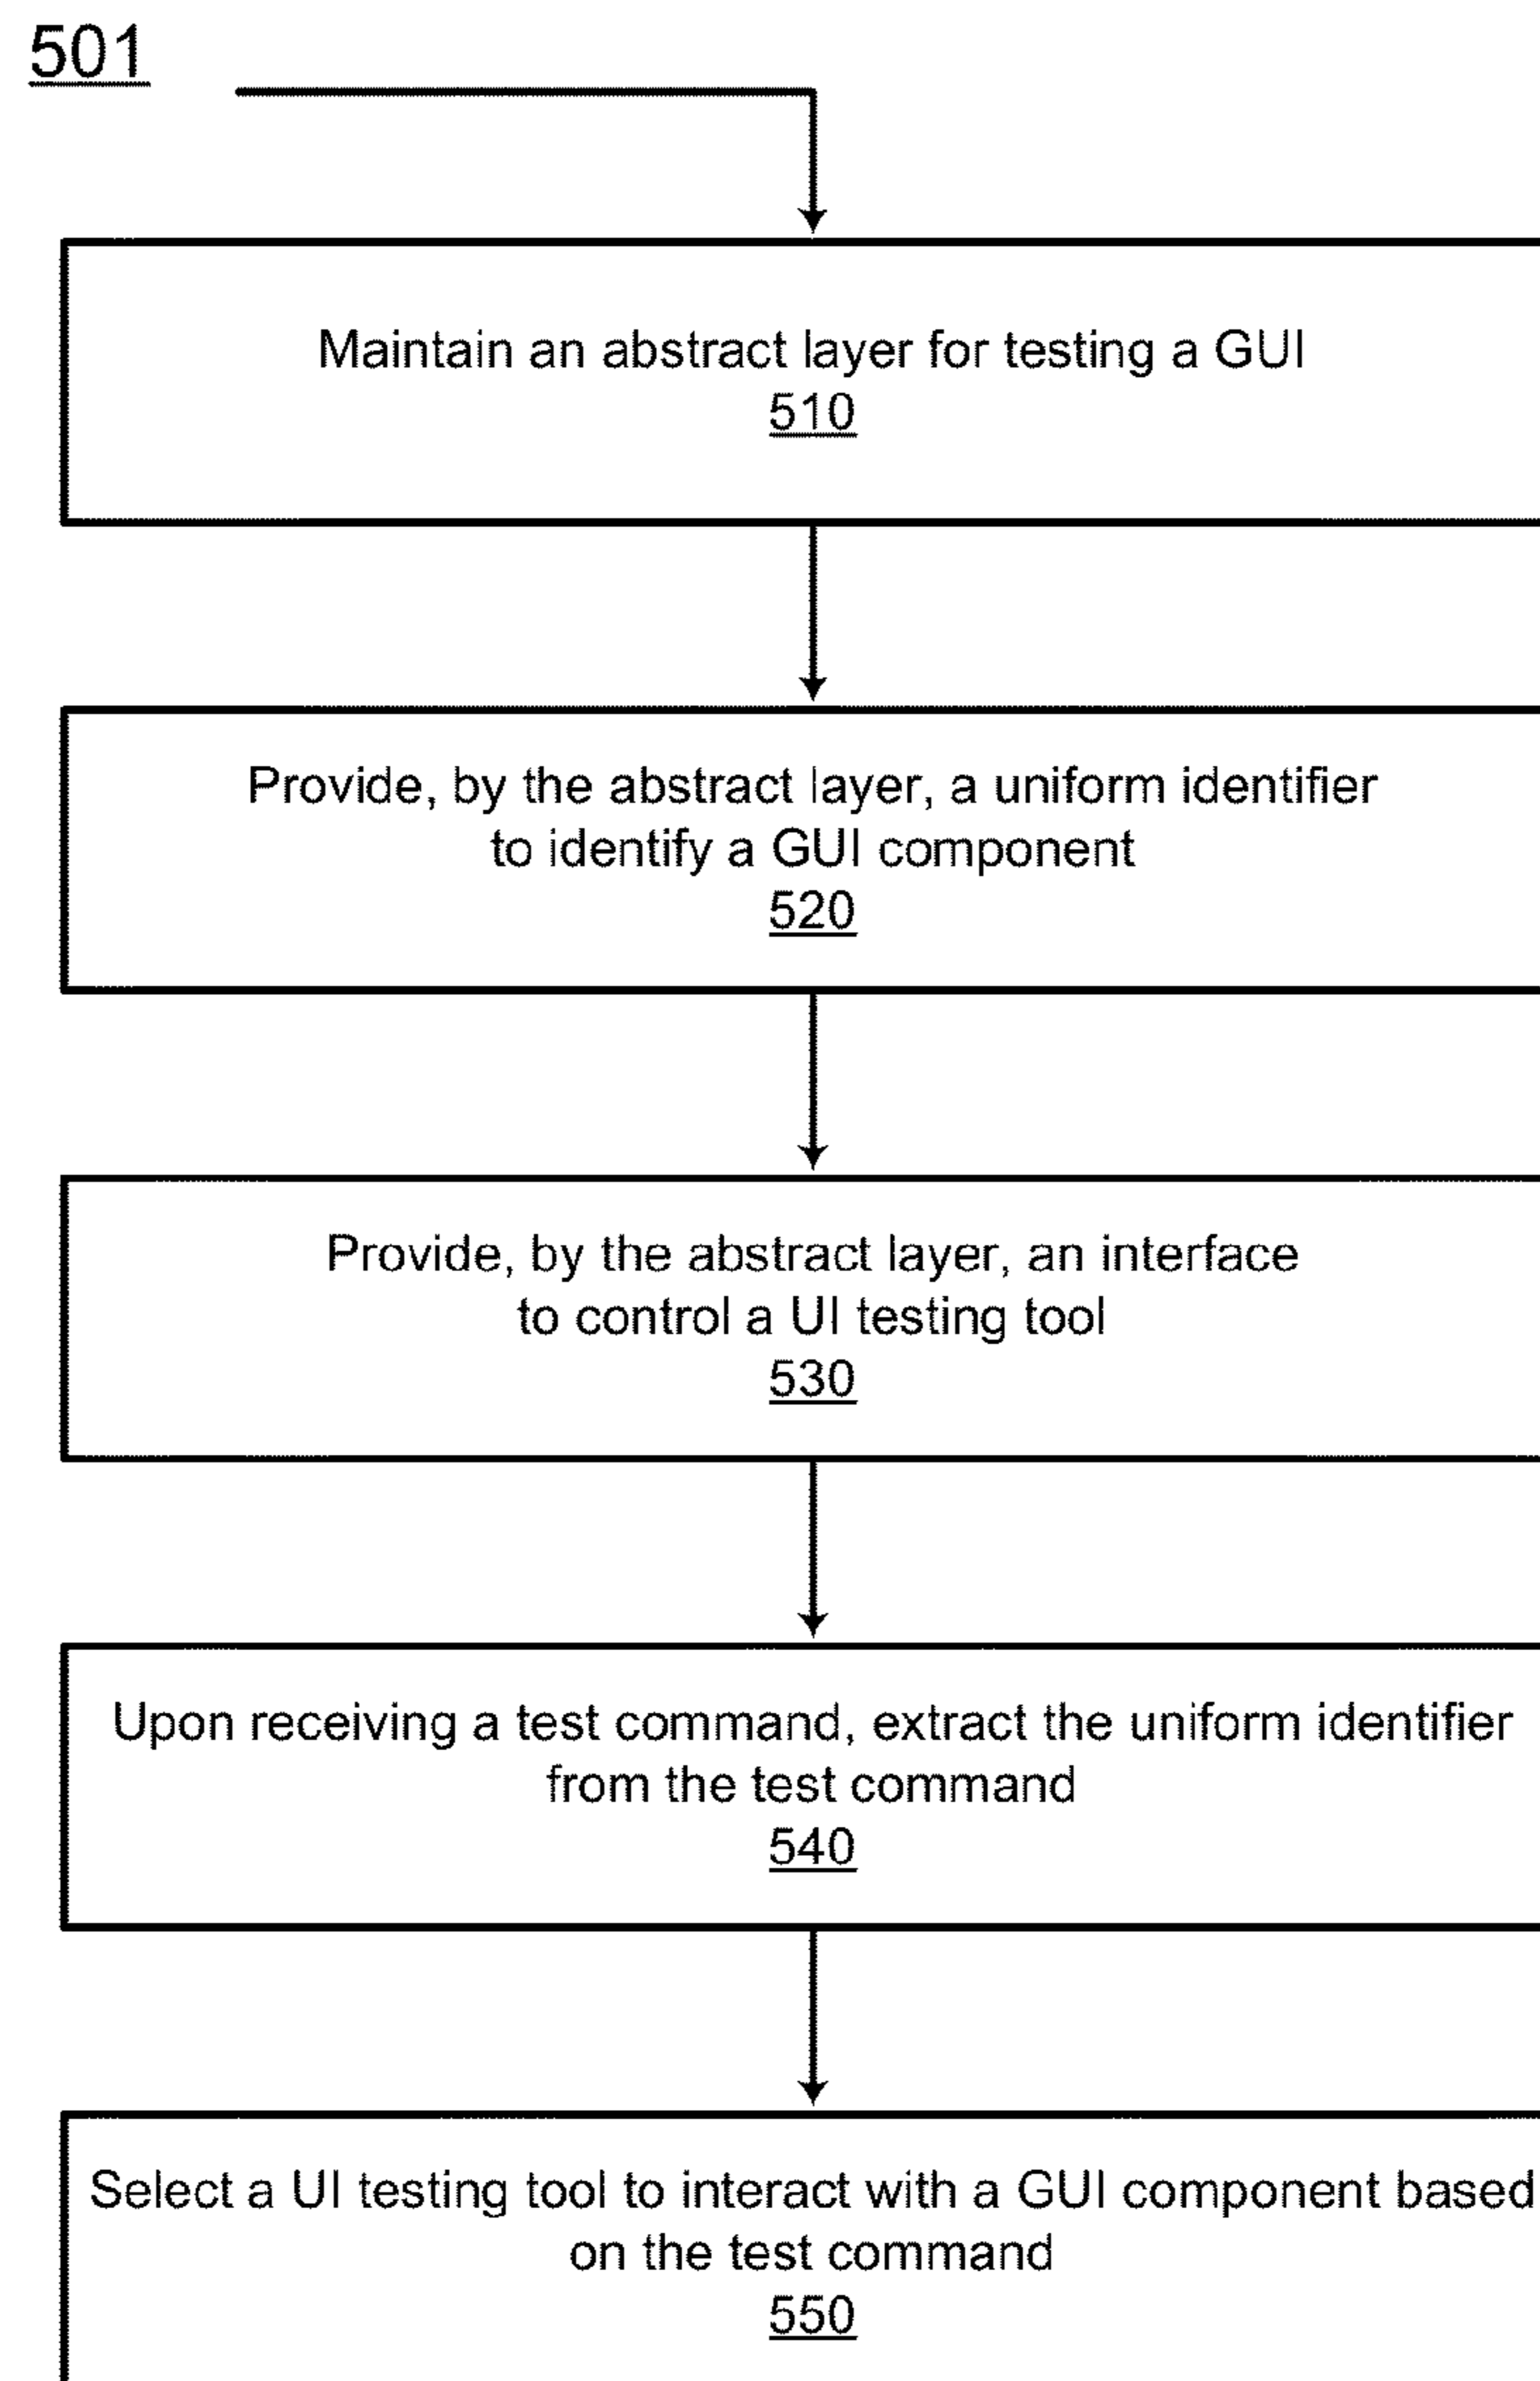 501
Maintain an abstract layer for testing a GUI
510
Provide, by the abstract layer, a uniform identifier
to identify a GUI component
520
Provide, by the abstract layer, an interface
to control a UI testing tool
530
Upon receiving a test command, extract the uniform identifier
from the test command
540
Select a UI testing tool to interact with a GUI component based
on the test command
550